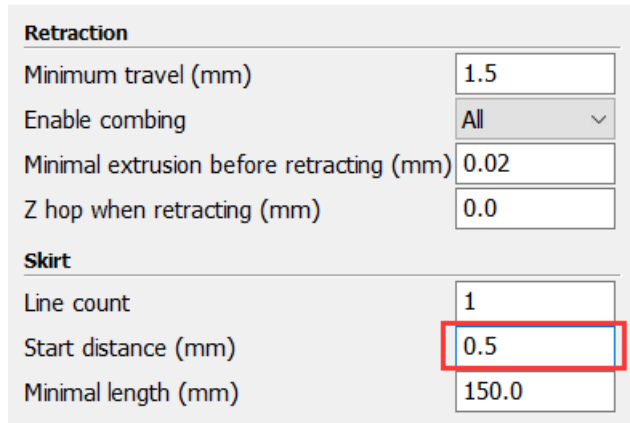 Retraction
Minimum travel (mm) 1.5
Enable combing All
Minimal extrusion before retracting (mm) 0.02
Z hop when retracting (mm) 0.0
Skirt
Line count 1
Start distance (mm) 0.5
Minimal length (mm) 150.0